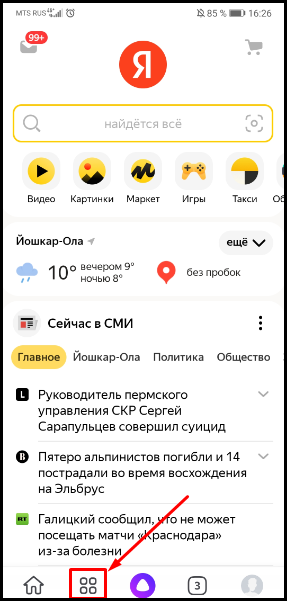 MTS RUS 85 % 16:26
99+
Я
найдётся всё
Видео Картинки Маркет Игры Такси
Йошкар-Ола ещё
10° вечером 9° без пробок
ночью 8°
Сейчас в СМИ
Главное Йошкар-Ола Политика Общество
L Руководитель пермского
управления СКР Сергей
Сарапульцев совершил суицид
В Пятеро альпинистов погибли и 14
пострадали во время восхождения
на Эльбрус
RT Галицкий сообщил, что не может
посещать матчи «Краснодара»
из-за болезни
3